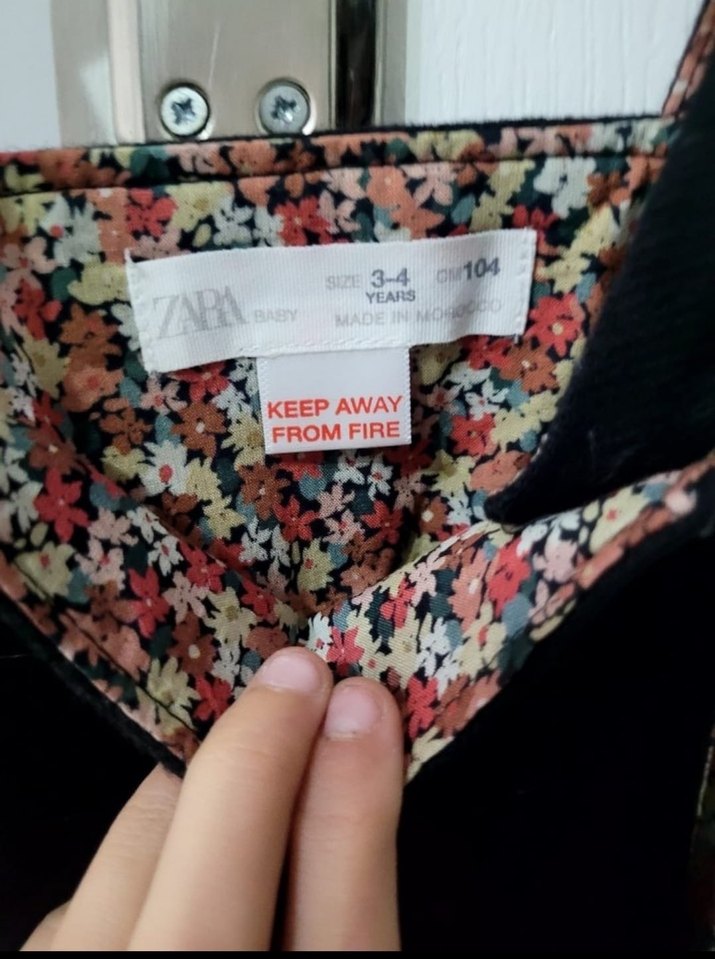 ZARA BABY
SIZE 3-4 YEARS CM 104
MADE IN MOROCCO
KEEP AWAY
FROM FIRE